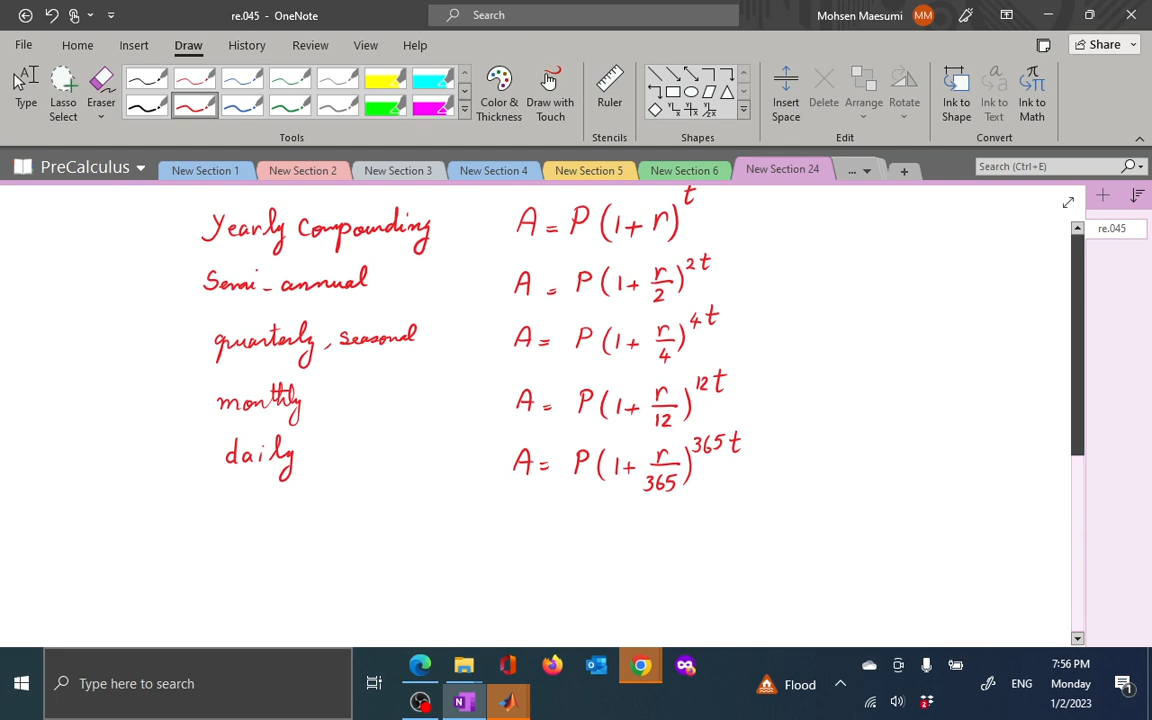 re.045 - OneNote
Search
Mohsen Maesumi
MM
File Home Insert Draw History Review View Help
Share
Type
Lasso Select
Eraser
Color & Thickness
Draw with Touch
Ruler
Insert Space
Delete
Arrange
Rotate
Ink to Shape
Ink to Text
Ink to Math
Tools
Stencils
Shapes
Edit
Convert
PreCalculus
New Section 1
New Section 2
New Section 3
New Section 4
New Section 5
New Section 6
New Section 24
...
Search (Ctrl+E)
re.045
Yearly Compounding A = P(1+r)^t
Semi-annual A = P(1+ r/2)^2t
quarterly, seasonal A = P(1+ r/4)^4t
monthly A = P(1+ r/12)^12t
daily A = P(1+ r/365)^365t
Type here to search
Flood
ENG
7:56 PM
Monday
1/2/2023
1